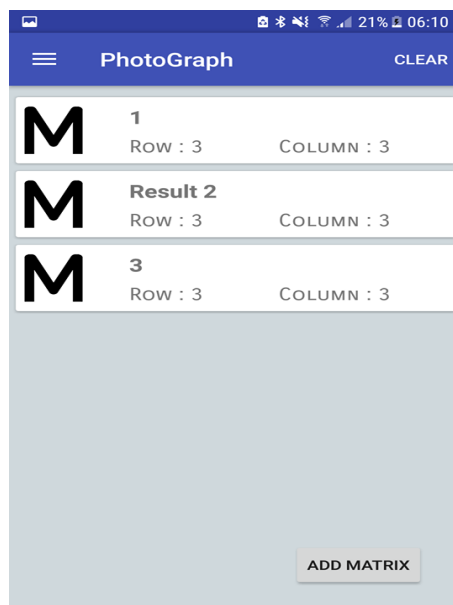 21% 06:10
PhotoGraph CLEAR
M 1
Row : 3 Column : 3
M Result 2
Row : 3 Column : 3
M 3
Row : 3 Column : 3
ADD MATRIX